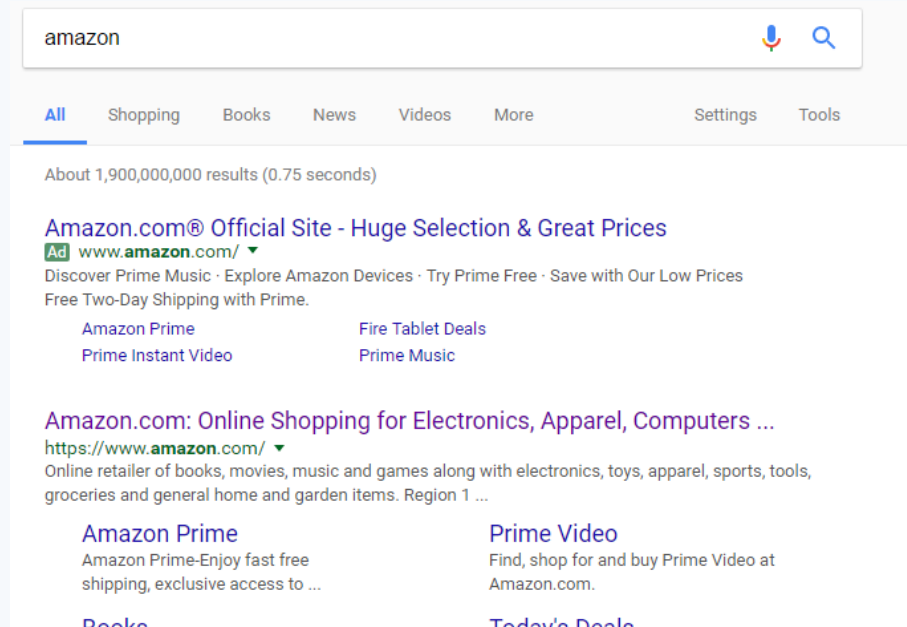 amazon
All Shopping Books News Videos More Settings Tools
About 1,900,000,000 results (0.75 seconds)
Amazon.com® Official Site - Huge Selection & Great Prices
Ad www.amazon.com/
Discover Prime Music · Explore Amazon Devices · Try Prime Free · Save with Our Low Prices
Free Two-Day Shipping with Prime.
Amazon Prime Fire Tablet Deals
Prime Instant Video Prime Music
Amazon.com: Online Shopping for Electronics, Apparel, Computers ...
https://www.amazon.com/
Online retailer of books, movies, music and games along with electronics, toys, apparel, sports, tools,
groceries and general home and garden items. Region 1 ...
Amazon Prime Prime Video
Amazon Prime-Enjoy fast free Find, shop for and buy Prime Video at
shipping, exclusive access to ... Amazon.com.
Books Today's Deals